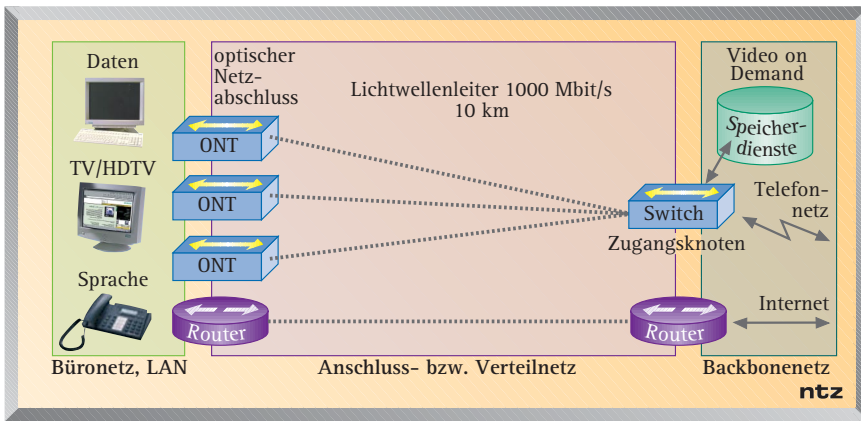 Daten
TV/HDTV
Sprache
Büronetz, LAN
optischer
Netz-
abschluss
ONT
ONT
ONT
Router
Lichtwellenleiter 1000 Mbit/s
10 km
Anschluss- bzw. Verteilnetz
Switch
Zugangsknoten
Router
Video on
Demand
Speicher-
dienste
Telefon-
netz
Internet
Backbonenetz
ntz